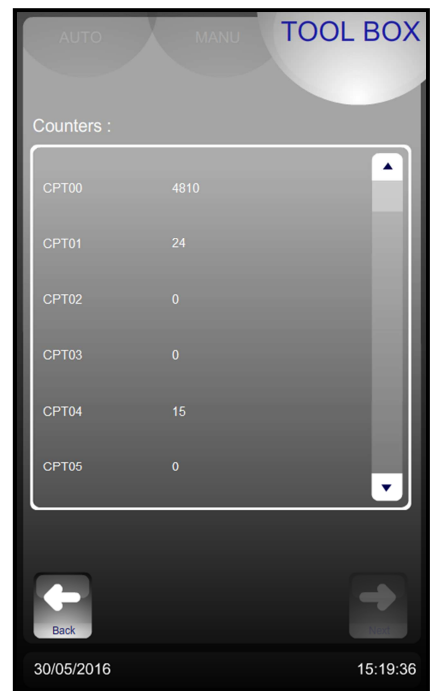 AUTO MANU TOOL BOX
Counters :
CPT00 4810
CPT01 24
CPT02 0
CPT03 0
CPT04 15
CPT05 0
Back Next
30/05/2016 15:19:36